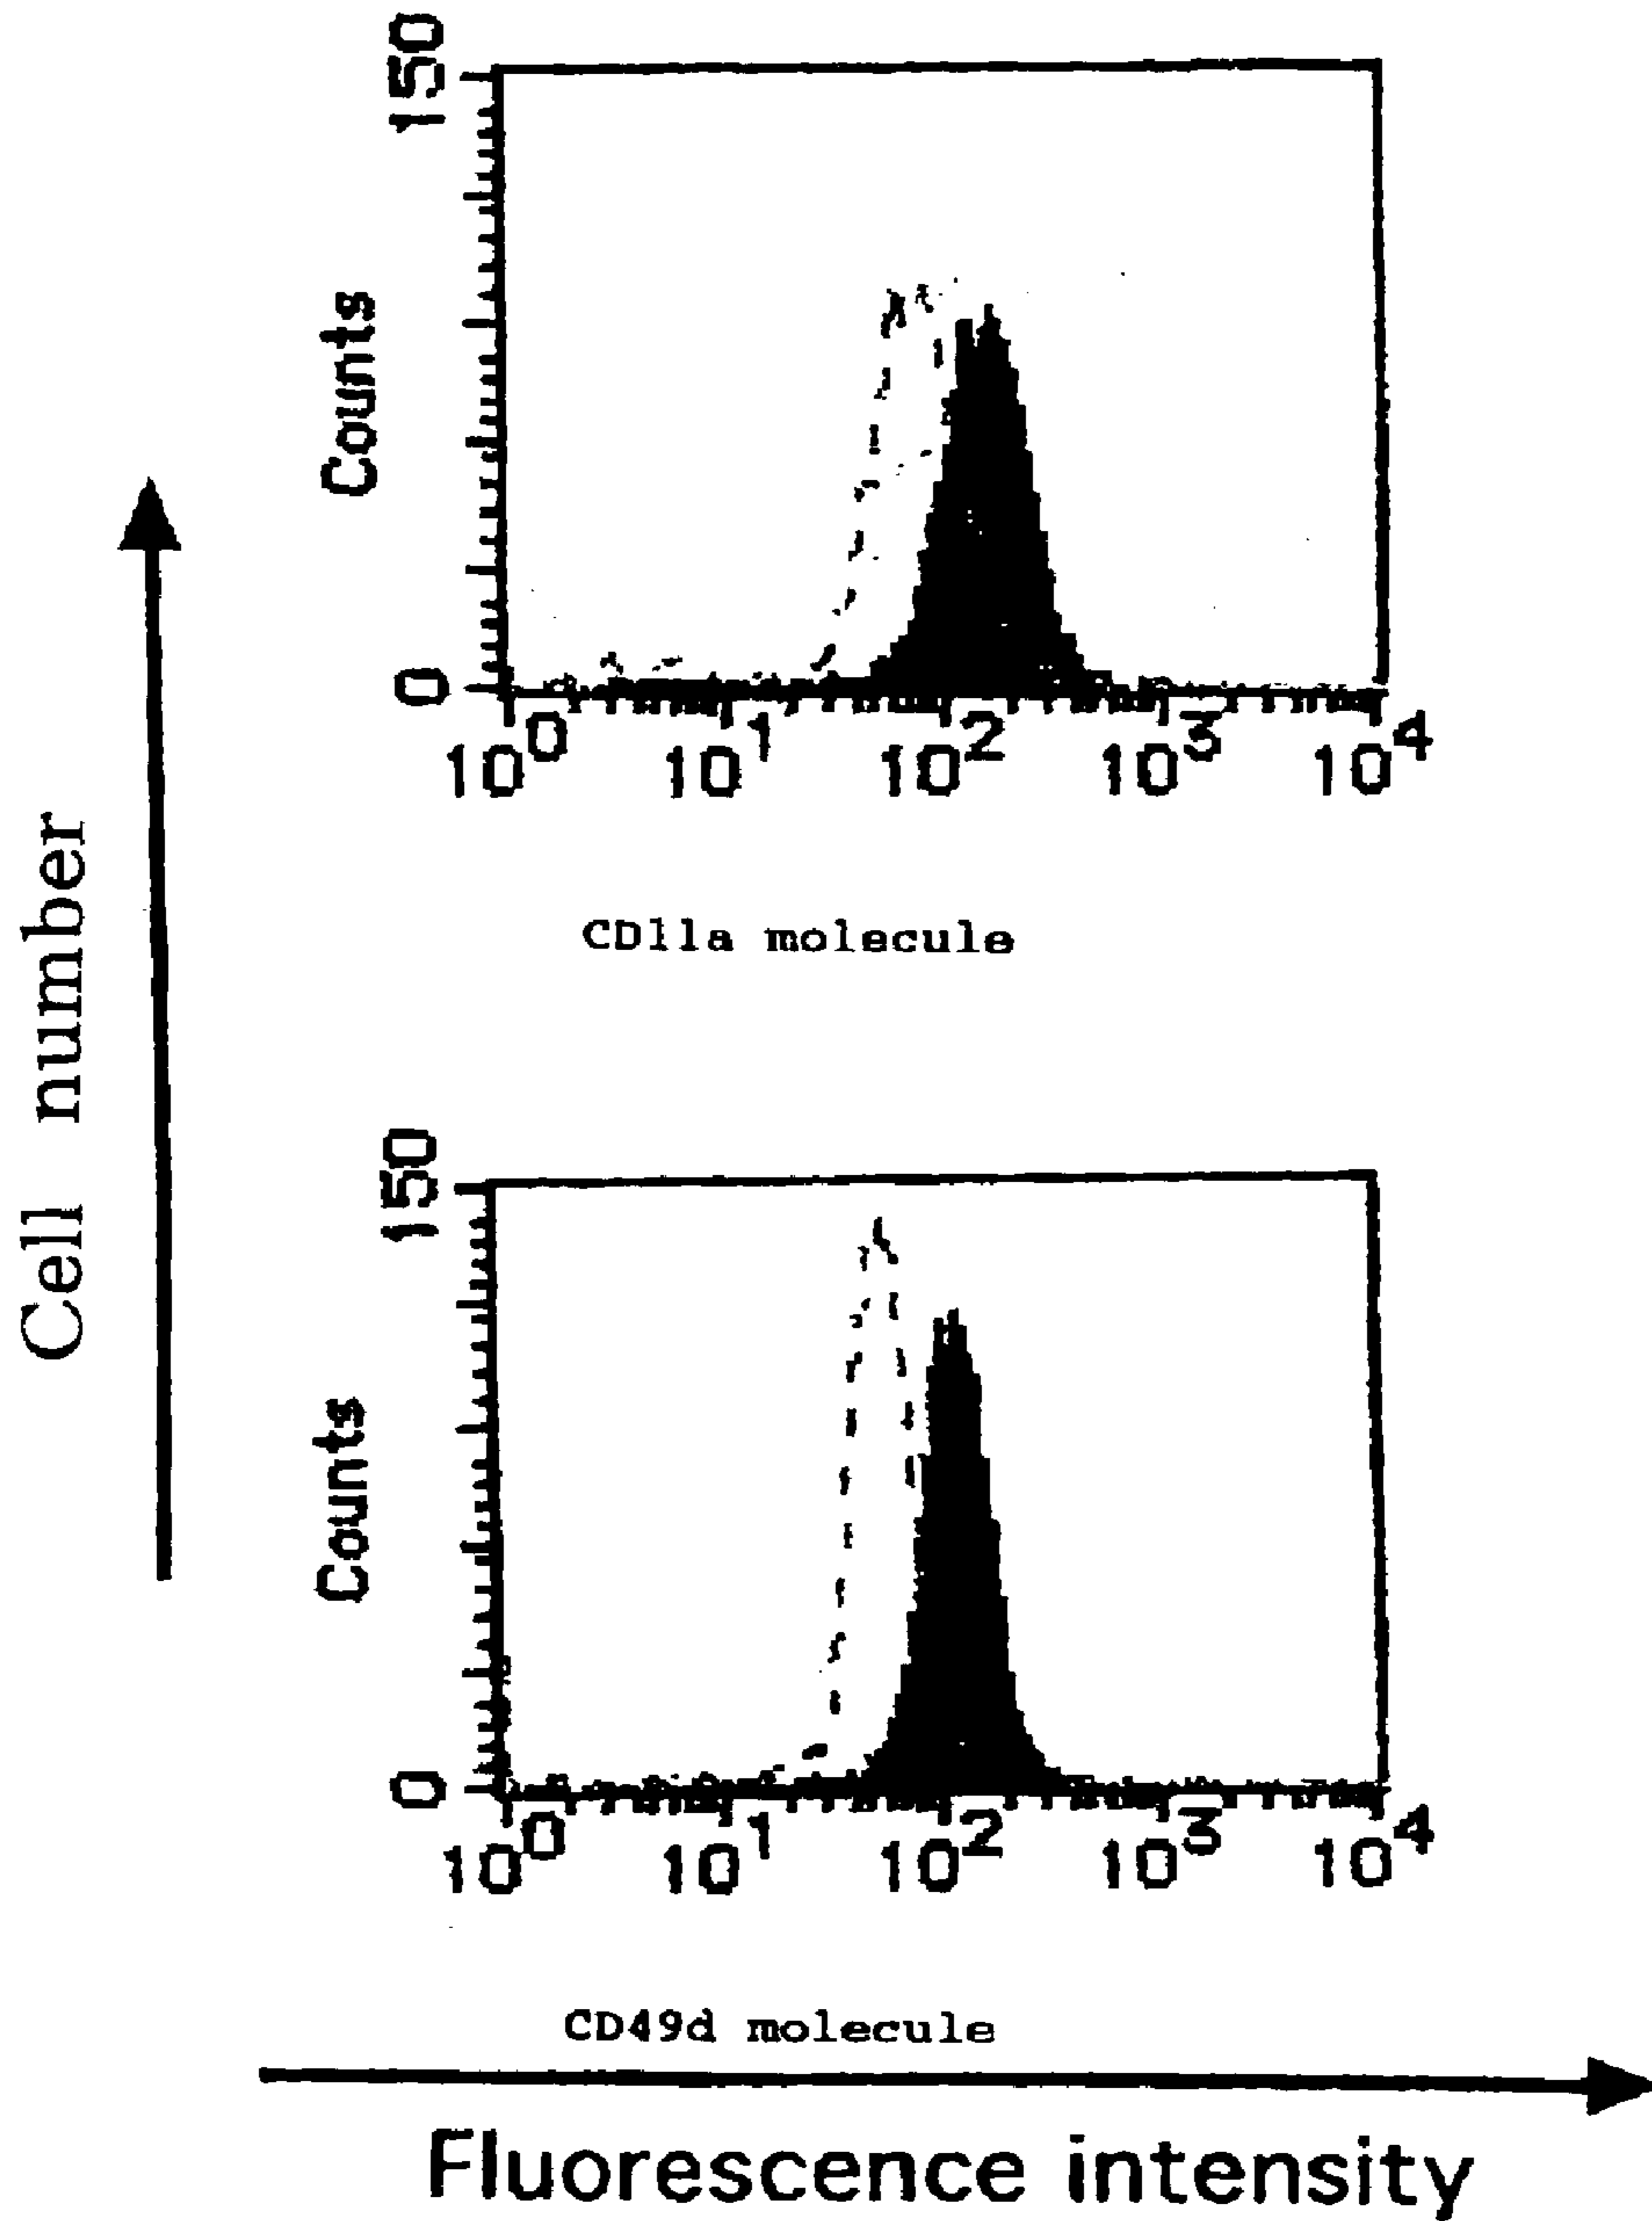 Cell number
150
Counts
0
10^0 10^1 10^2 10^3 10^4
CD11a molecule
150
Counts
0
10^0 10^1 10^2 10^3 10^4
CD49d molecule
Fluorescence intensity